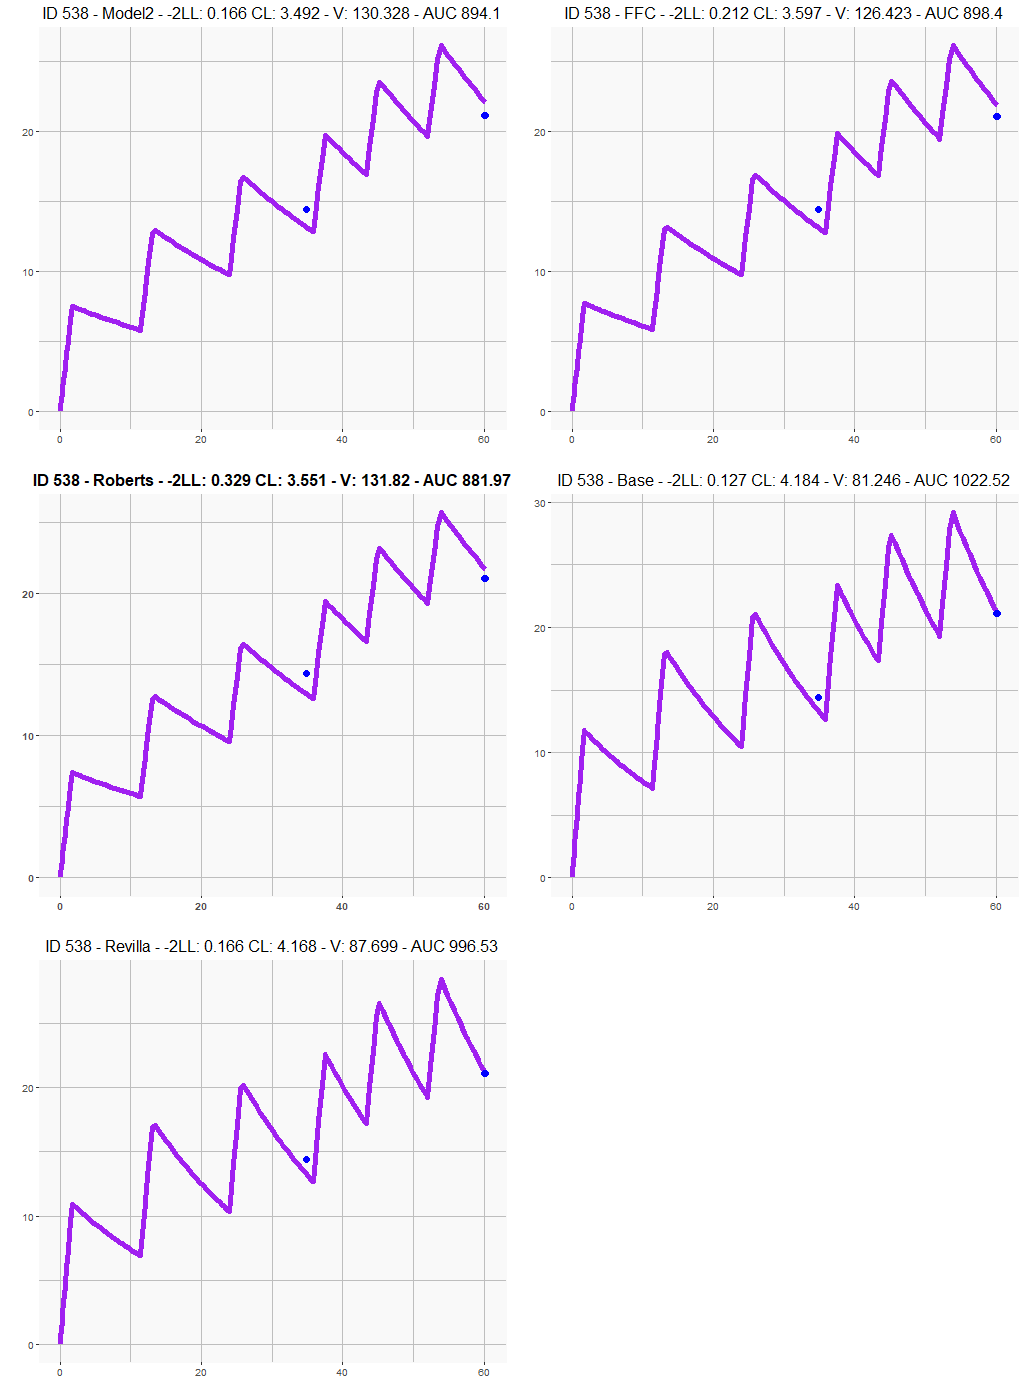 ID 538 - Model2 - -2LL: 0.166 CL: 3.492 - V: 130.328 - AUC 894.1
20
10
0
0 20 40 60
ID 538 - FFC - -2LL: 0.212 CL: 3.597 - V: 126.423 - AUC 898.4
20
10
0
0 20 40 60
ID 538 - Roberts - -2LL: 0.329 CL: 3.551 - V: 131.82 - AUC 881.97
20
10
0
0 20 40 60
ID 538 - Base - -2LL: 0.127 CL: 4.184 - V: 81.246 - AUC 1022.52
30
20
10
0
0 20 40 60
ID 538 - Revilla - -2LL: 0.166 CL: 4.168 - V: 87.699 - AUC 996.53
20
10
0
0 20 40 60